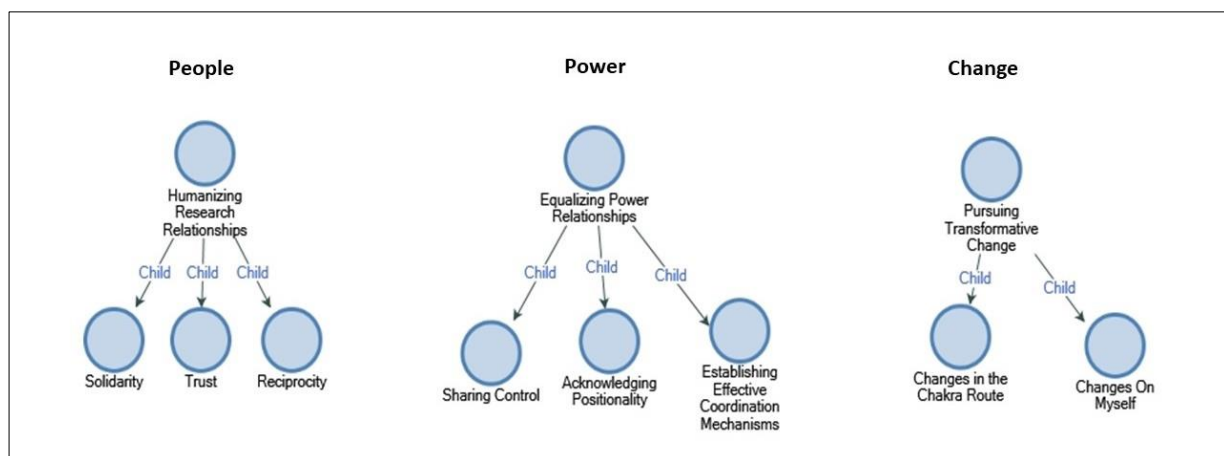 People
Power
Change
Humanizing
Research
Relationships
Equalizing Power
Relationships
Pursuing
Transformative
Change
Child
Child
Child
Child
Child
Child
Child
Child
Solidarity
Trust
Reciprocity
Sharing Control
Acknowledging
Positionality
Establishing
Effective
Coordination
Mechanisms
Changes in the
Chakra Route
Changes On
Myself